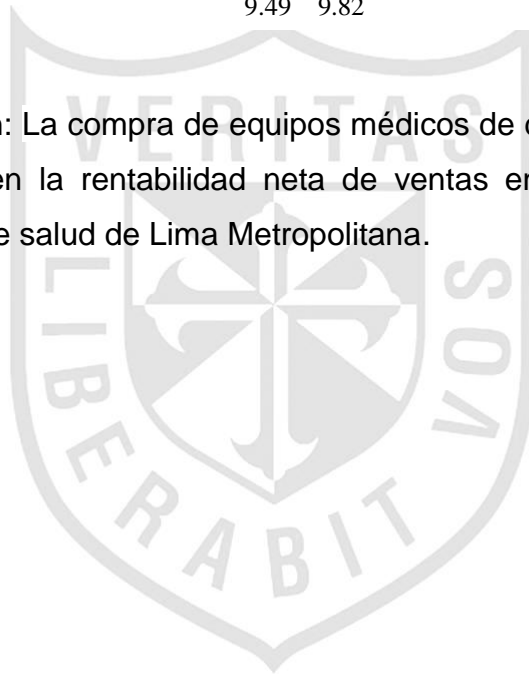 9.49 9.82
: La compra de equipos médicos de
en la rentabilidad neta de ventas
e salud de Lima Metropolitana.
VERITAS
LIBERABIT
VOS